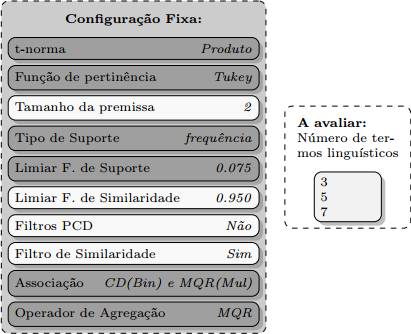 Configuração Fixa:
t-norma Produto
Função de pertinência Tukey
Tamanho da premissa 2
Tipo de Suporte frequência
Limiar F. de Suporte 0.075
Limiar F. de Similaridade 0.950
Filtros PCD Não
Filtro de Similaridade Sim
Associação CD(Bin) e MQR(Mul)
Operador de Agregação MQR
A avaliar:
Número de ter-
mos linguísticos
3
5
7